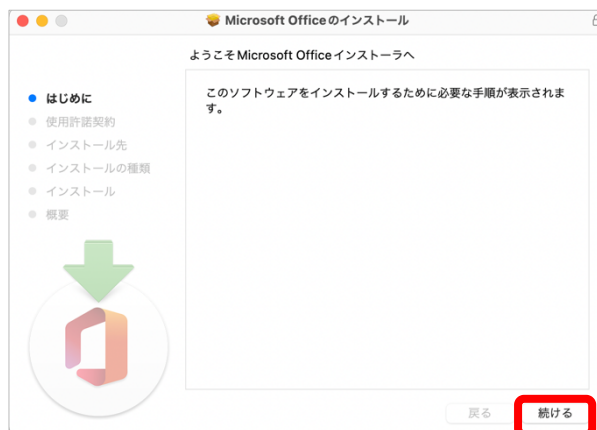 Microsoft Officeのインストール
ようこそMicrosoft Officeインストーラへ
はじめに
使用許諾契約
インストール先
インストールの種類
インストール
概要
このソフトウェアをインストールするために必要な手順が表示されま
す。
戻る
続ける